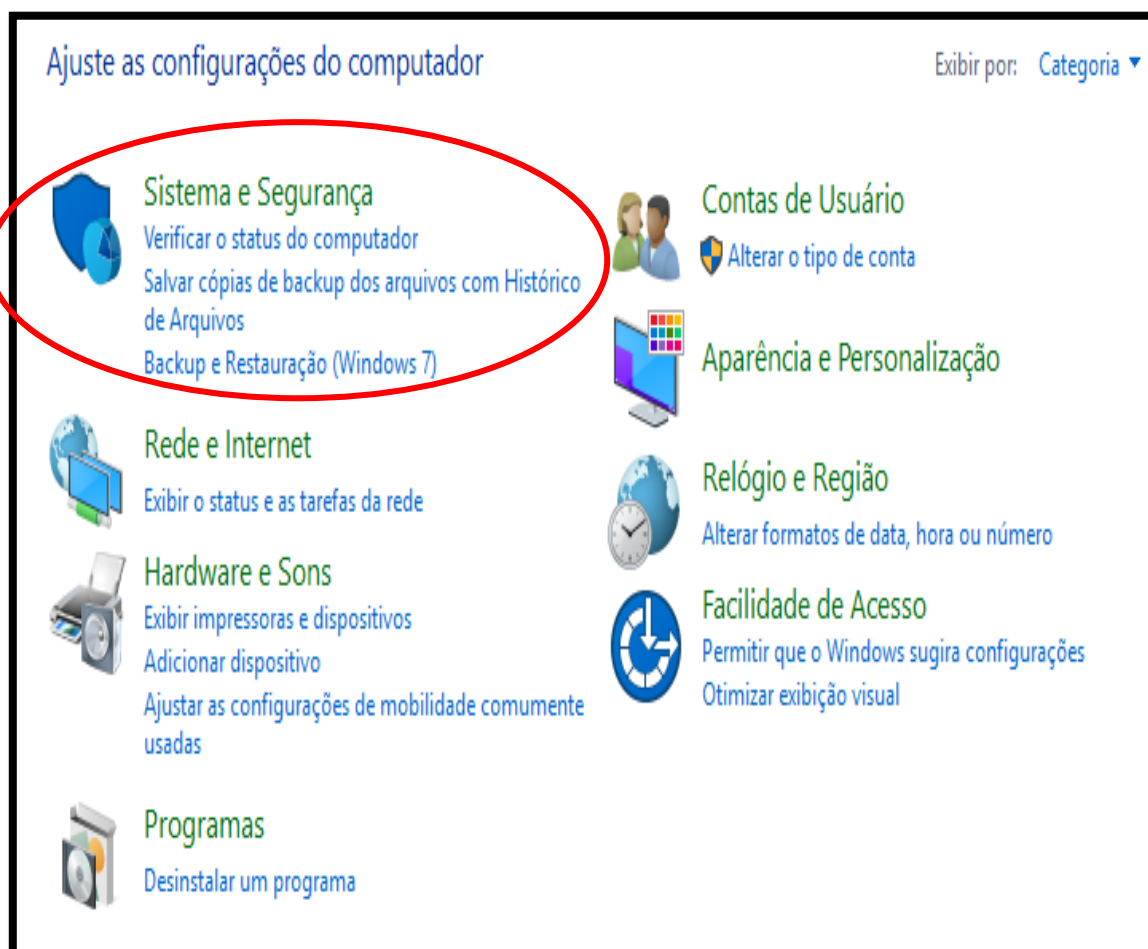 Ajuste as configurações do computador
Exibir por: Categoria
Sistema e Segurança
Verificar o status do computador
Salvar cópias de backup dos arquivos com Histórico
de Arquivos
Backup e Restauração (Windows 7)
Rede e Internet
Exibir o status e as tarefas da rede
Hardware e Sons
Exibir impressoras e dispositivos
Adicionar dispositivo
Ajustar as configurações de mobilidade comumente
usadas
Programas
Desinstalar um programa
Contas de Usuário
Alterar o tipo de conta
Aparência e Personalização
Relógio e Região
Alterar formatos de data, hora ou número
Facilidade de Acesso
Permitir que o Windows sugira configurações
Otimizar exibição visual